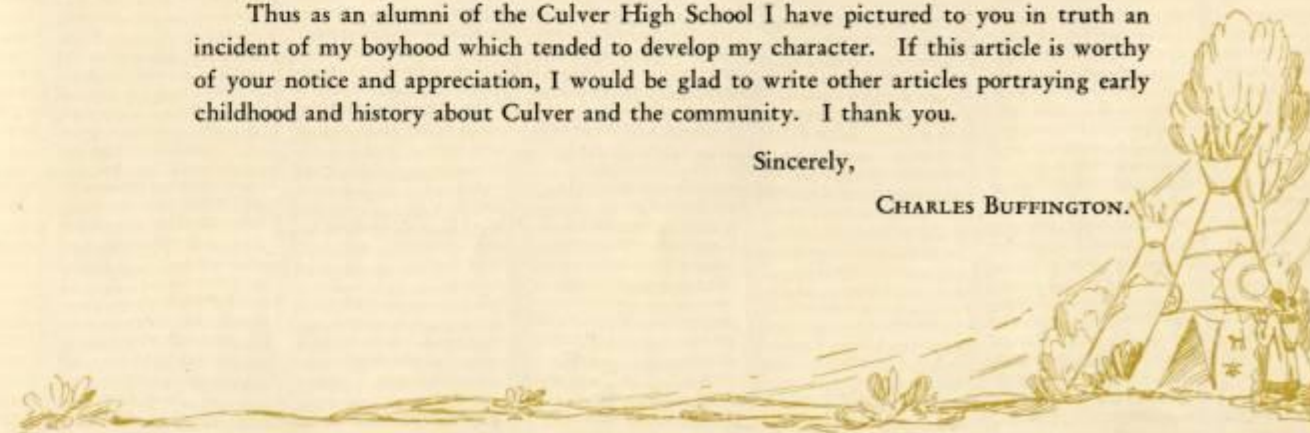 Thus as an alumni of the Culver High School I have pictured to you in truth an
incident of my boyhood which tended to develop my character. If this article is worthy
of your notice and appreciation, I would be glad to write other articles portraying early
childhood and history about Culver and the community. I thank you.
Sincerely,
CHARLES BUFFINGTON.